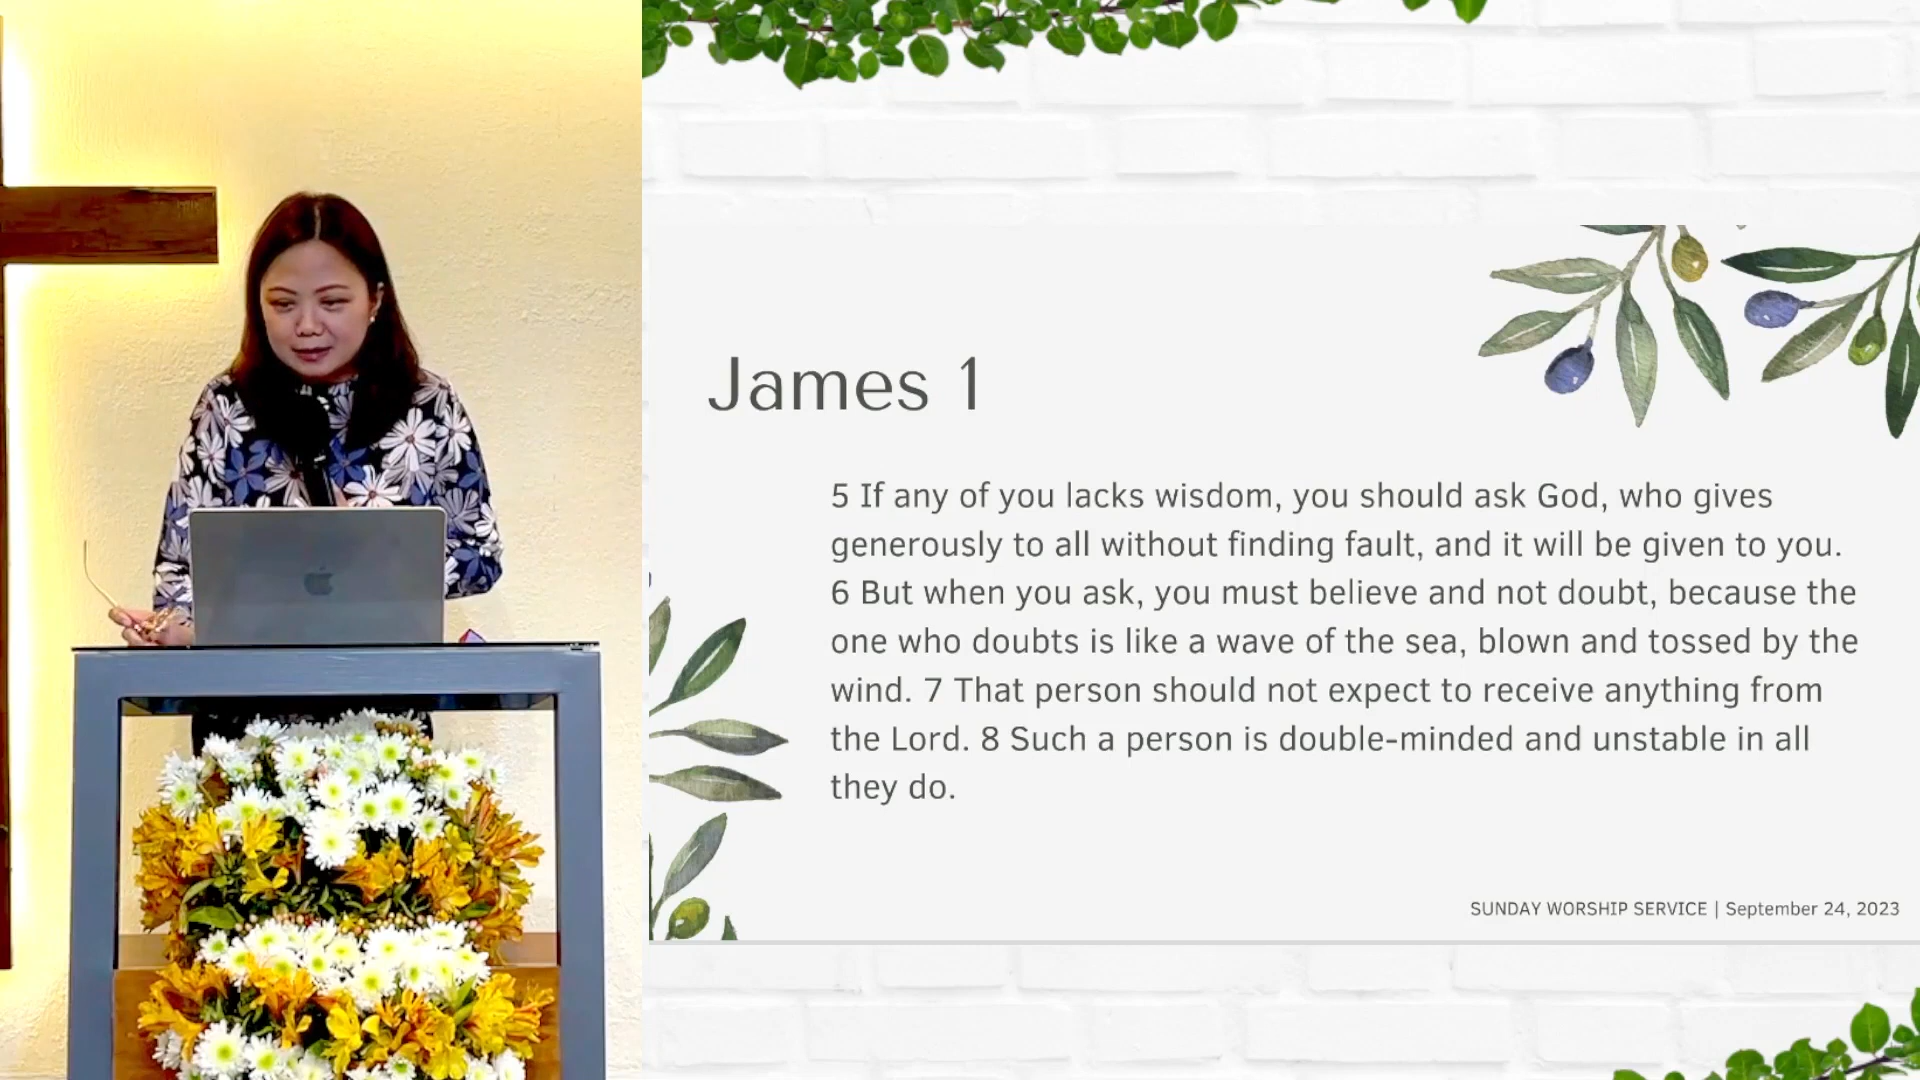 James 1
5 If any of you lacks wisdom, you should ask God, who gives
generously to all without finding fault, and it will be given to you.
6 But when you ask, you must believe and not doubt, because the
one who doubts is like a wave of the sea, blown and tossed by the
wind. 7 That person should not expect to receive anything from
the Lord. 8 Such a person is double-minded and unstable in all
they do.
SUNDAY WORSHIP SERVICE | September 24, 2023